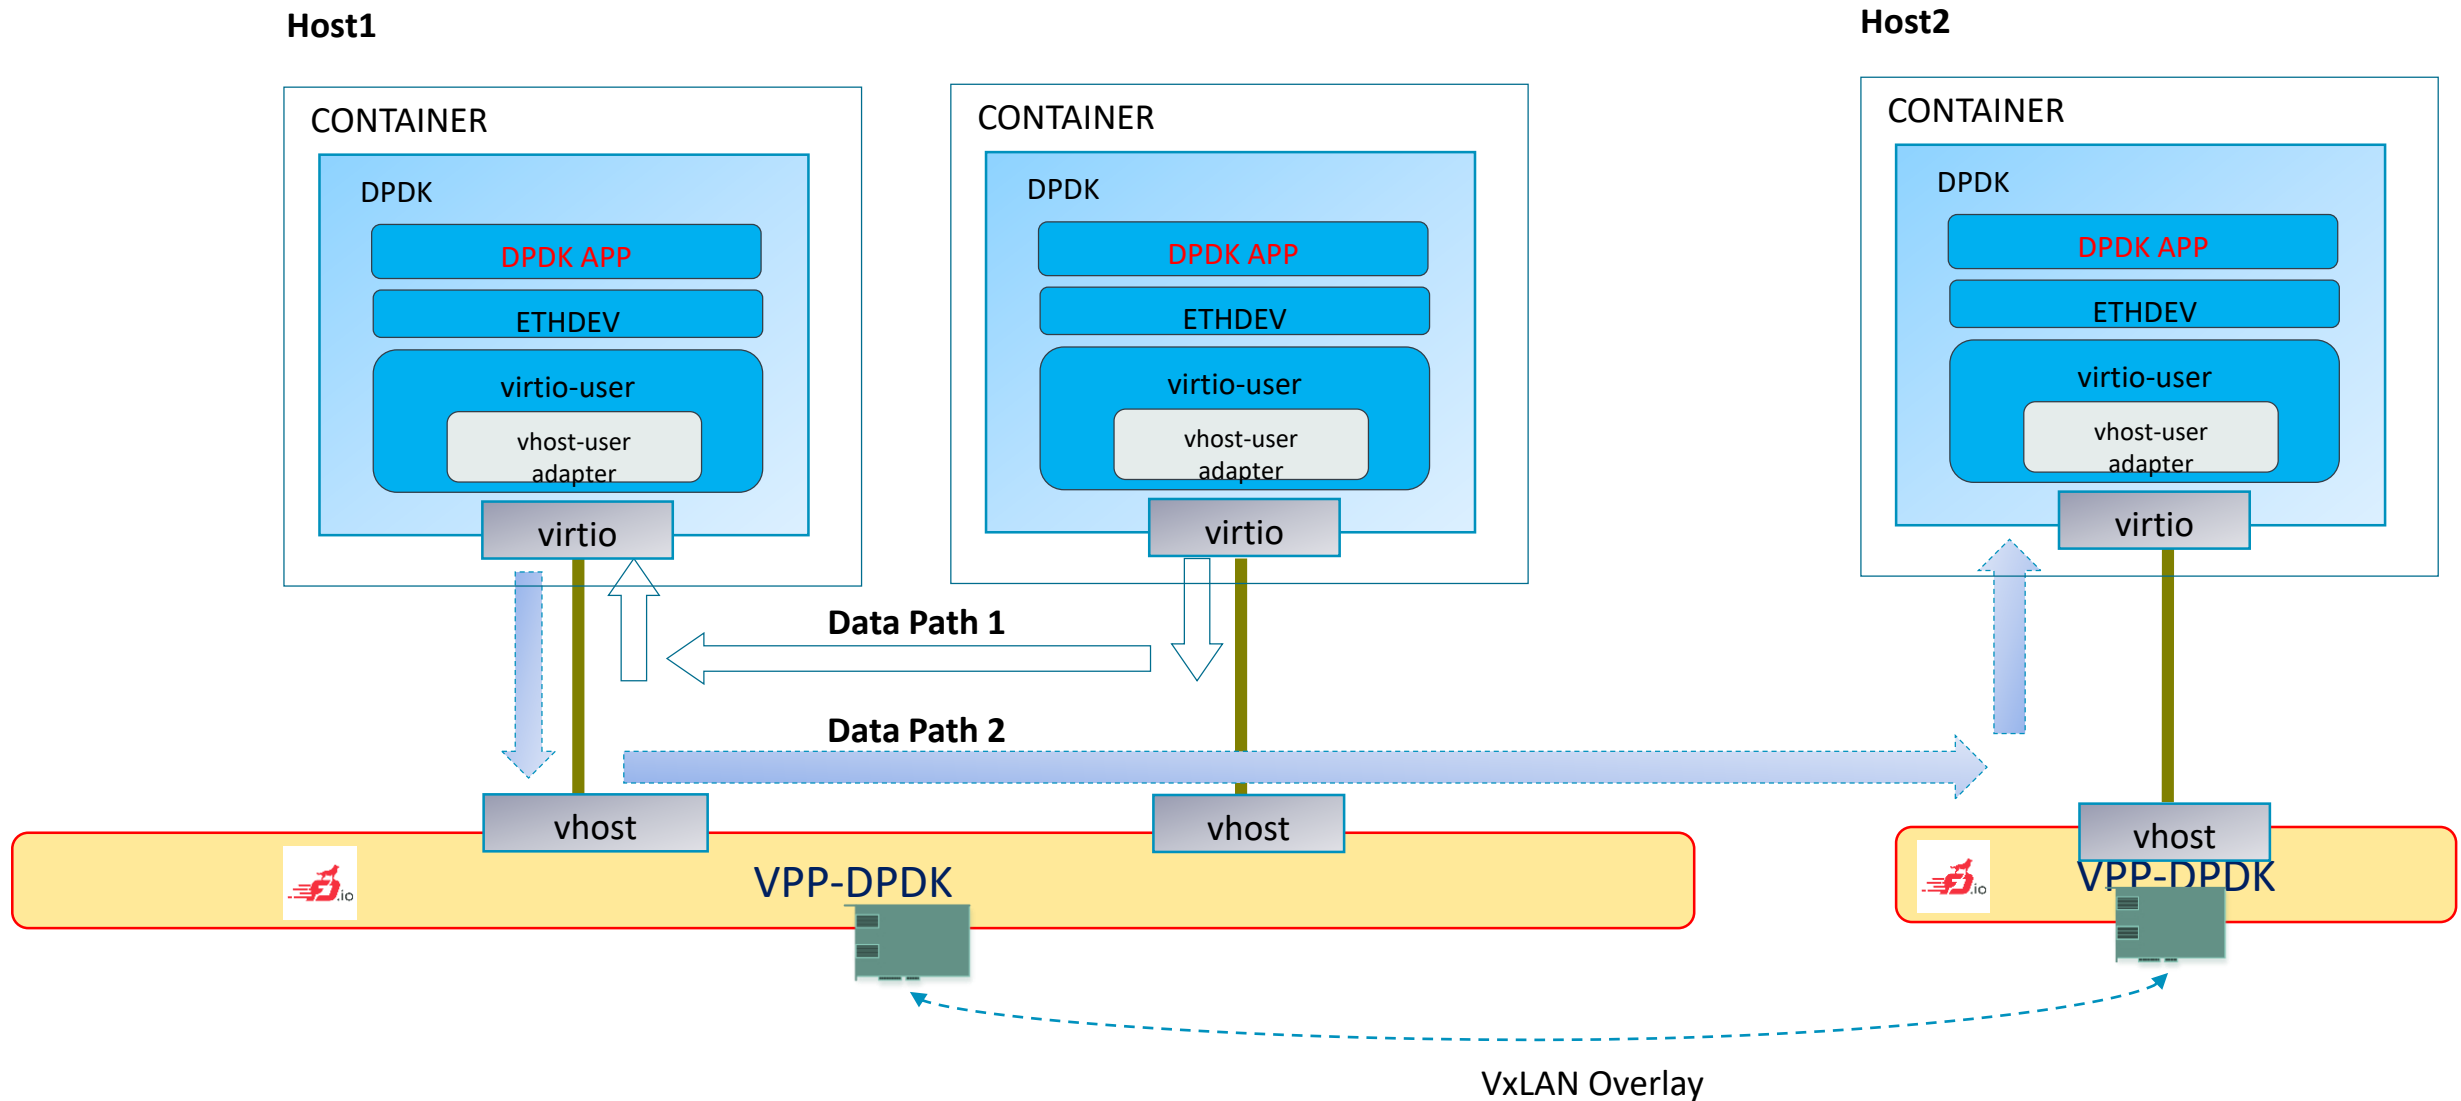 Host1
Host2
CONTAINER
DPDK
DPDK APP
ETHDEV
virtio-user
vhost-user
adapter
virtio
CONTAINER
DPDK
DPDK APP
ETHDEV
virtio-user
vhost-user
adapter
virtio
CONTAINER
DPDK
DPDK APP
ETHDEV
virtio-user
vhost-user
adapter
virtio
Data Path 1
Data Path 2
vhost
vhost
vhost
.io
VPP-DPDK
.io
VPP-DPDK
VxLAN Overlay